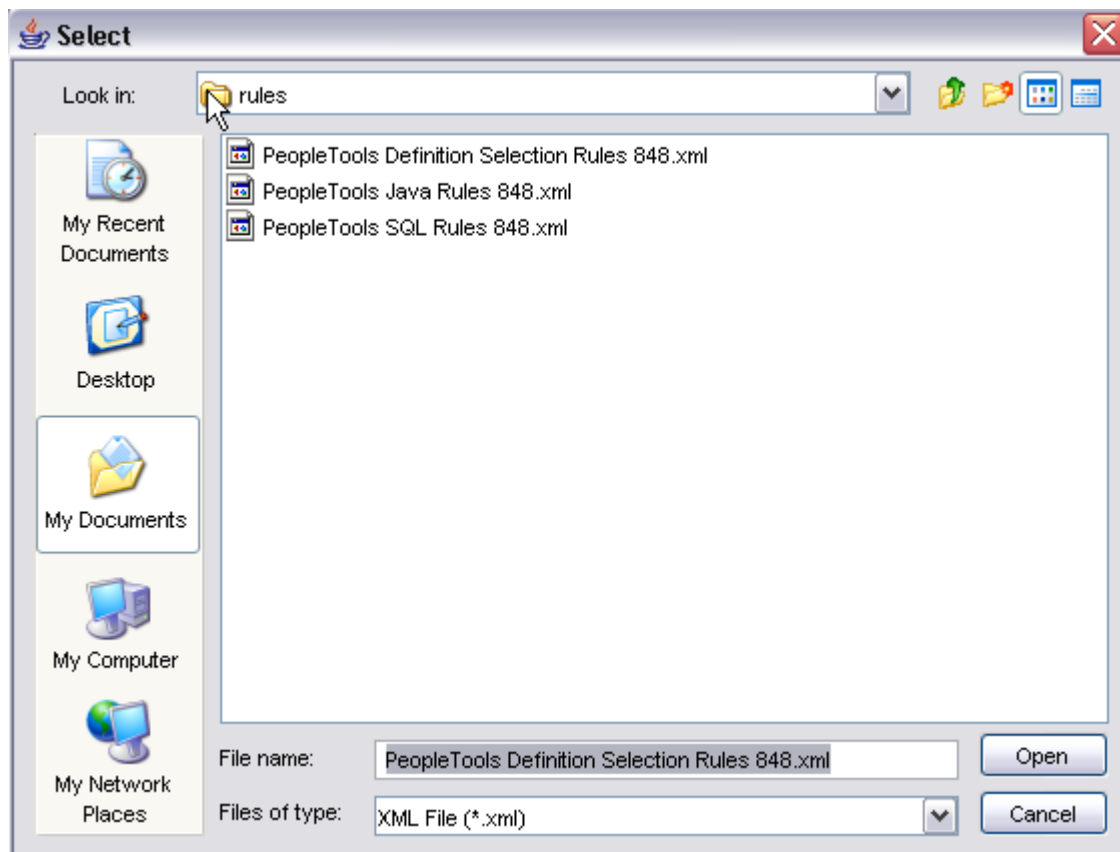 Select
Look in:
rules
PeopleTools Definition Selection Rules 848.xml
PeopleTools Java Rules 848.xml
PeopleTools SQL Rules 848.xml
My Recent
Documents
Desktop
My Documents
My Computer
My Network
Places
File name:
PeopleTools Definition Selection Rules 848.xml
Open
Files of type:
XML File (*.xml)
Cancel